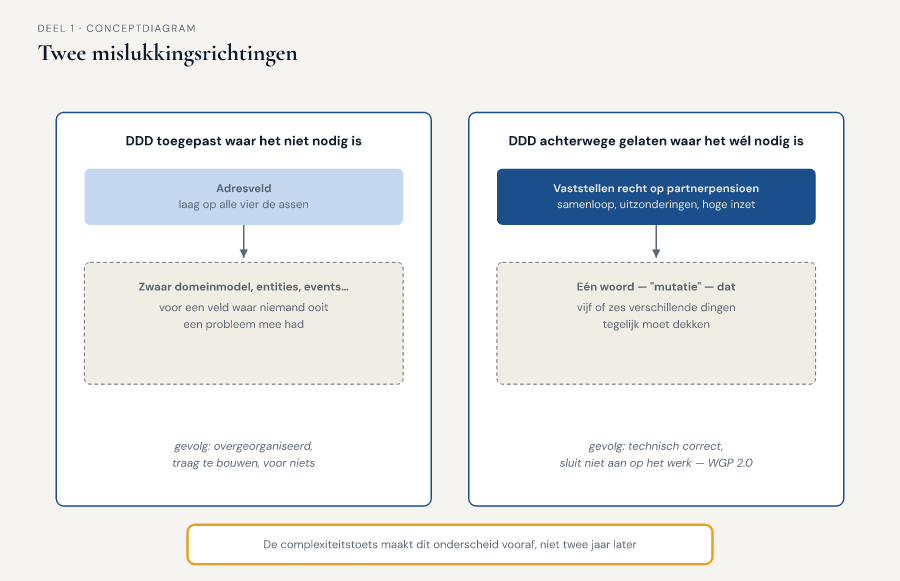 DEEL 1 · CONCEPTDIAGRAM
Twee mislukkingsrichtingen
DDD toegepast waar het niet nodig is
Adresveld
laag op alle vier de assen
Zwaar domeinmodel, entities, events…
voor een veld waar niemand ooit
een probleem mee had
gevolg: overgeorganiseerd,
traag te bouwen, voor niets
DDD achterwege gelaten waar het wél nodig is
Vaststellen recht op partnerpensioen
samenloop, uitzonderingen, hoge inzet
Eén woord — "mutatie" — dat
vijf of zes verschillende dingen
tegelijk moet dekken
gevolg: technisch correct,
sluit niet aan op het werk — WGP 2.0
De complexiteitstoets maakt dit onderscheid vooraf, niet twee jaar later